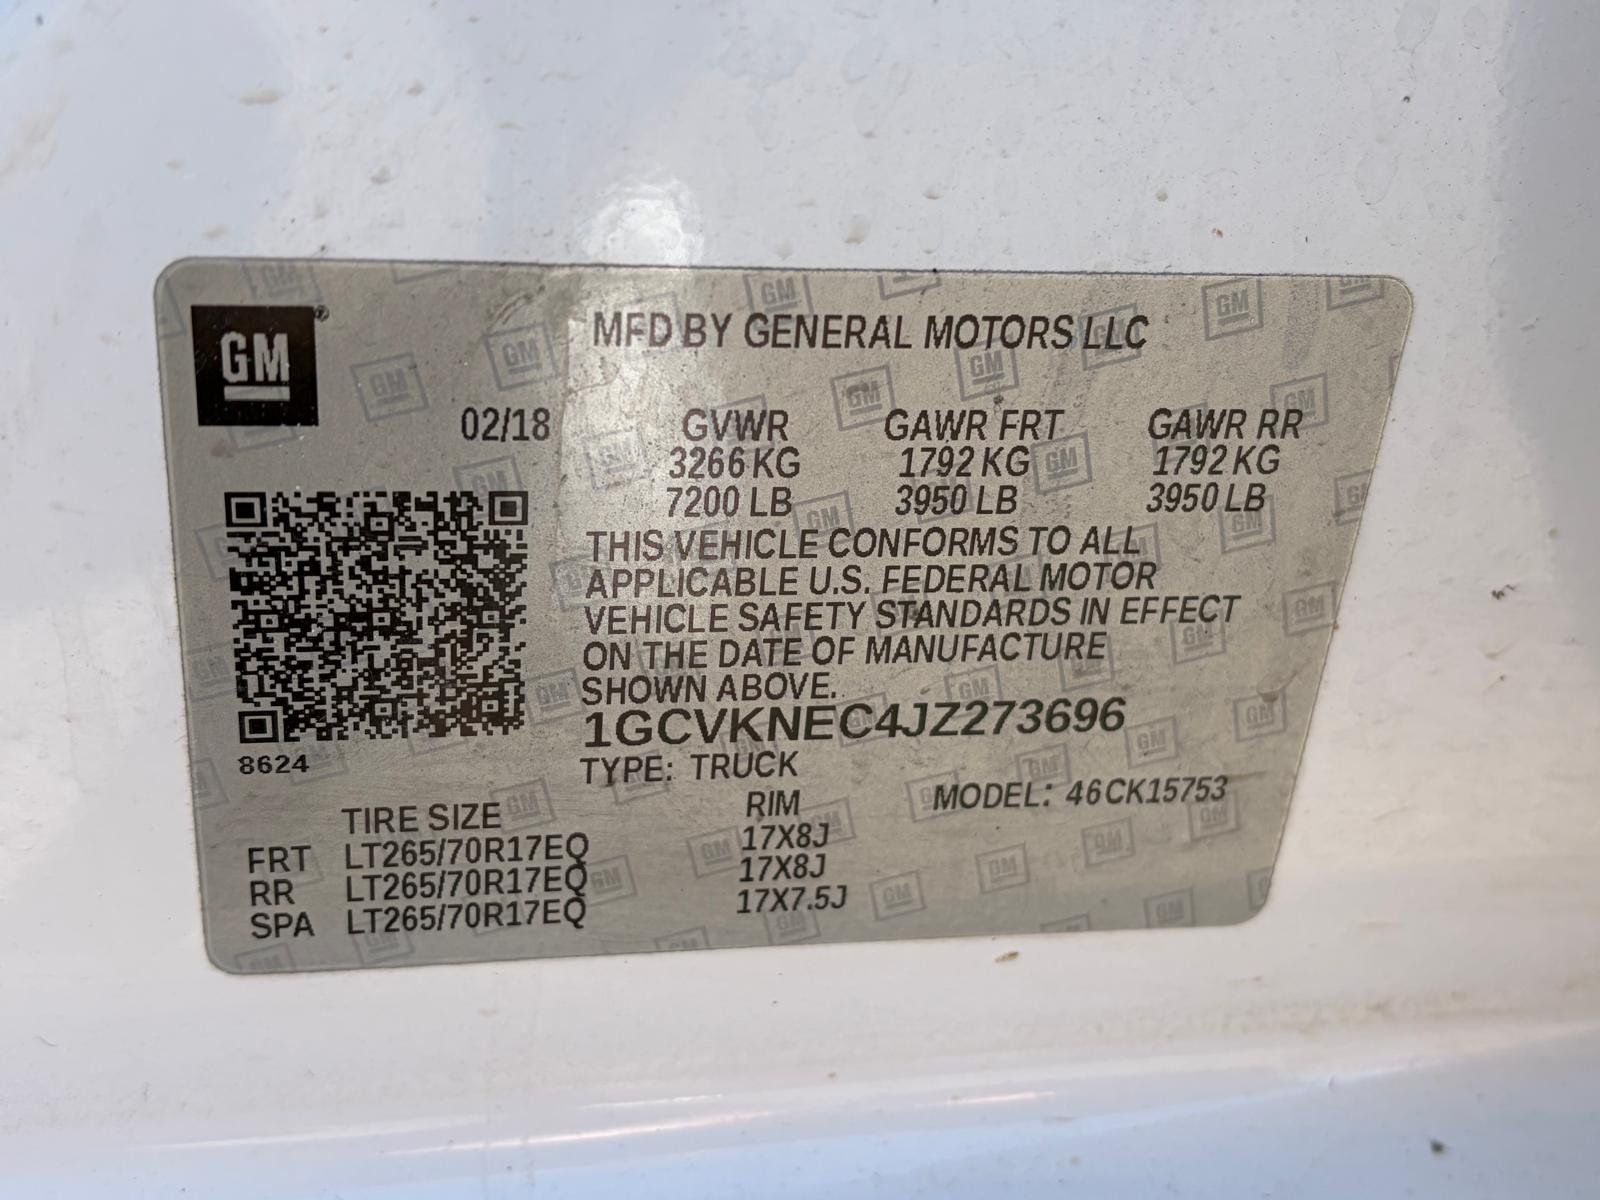 GM
MFD BY GENERAL MOTORS LLC
02/18
GVWR GAWR FRT GAWR RR
3266 KG 1792 KG 1792 KG
7200 LB 3950 LB 3950 LB
THIS VEHICLE CONFORMS TO ALL
APPLICABLE U.S. FEDERAL MOTOR
VEHICLE SAFETY STANDARDS IN EFFECT
ON THE DATE OF MANUFACTURE
SHOWN ABOVE.
1GCVKNEC4JZ273696
8624
TYPE: TRUCK
TIRE SIZE RIM MODEL: 46CK15753
FRT LT265/70R17EQ 17X8J
RR LT265/70R17EQ 17X8J
SPA LT265/70R17EQ 17X7.5J